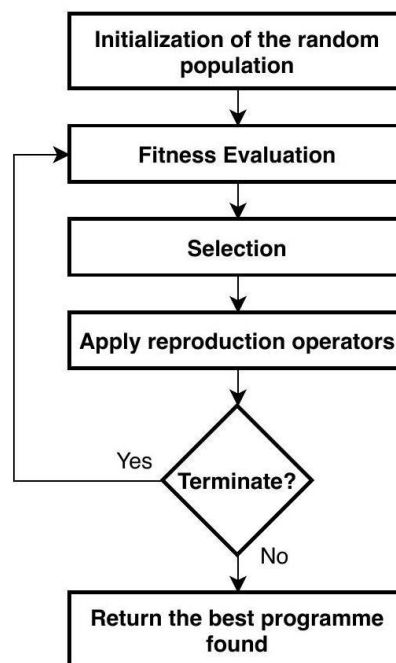 Initialization of the random
population
Fitness Evaluation
Selection
Apply reproduction operators
Yes
Terminate?
No
Return the best programme
found